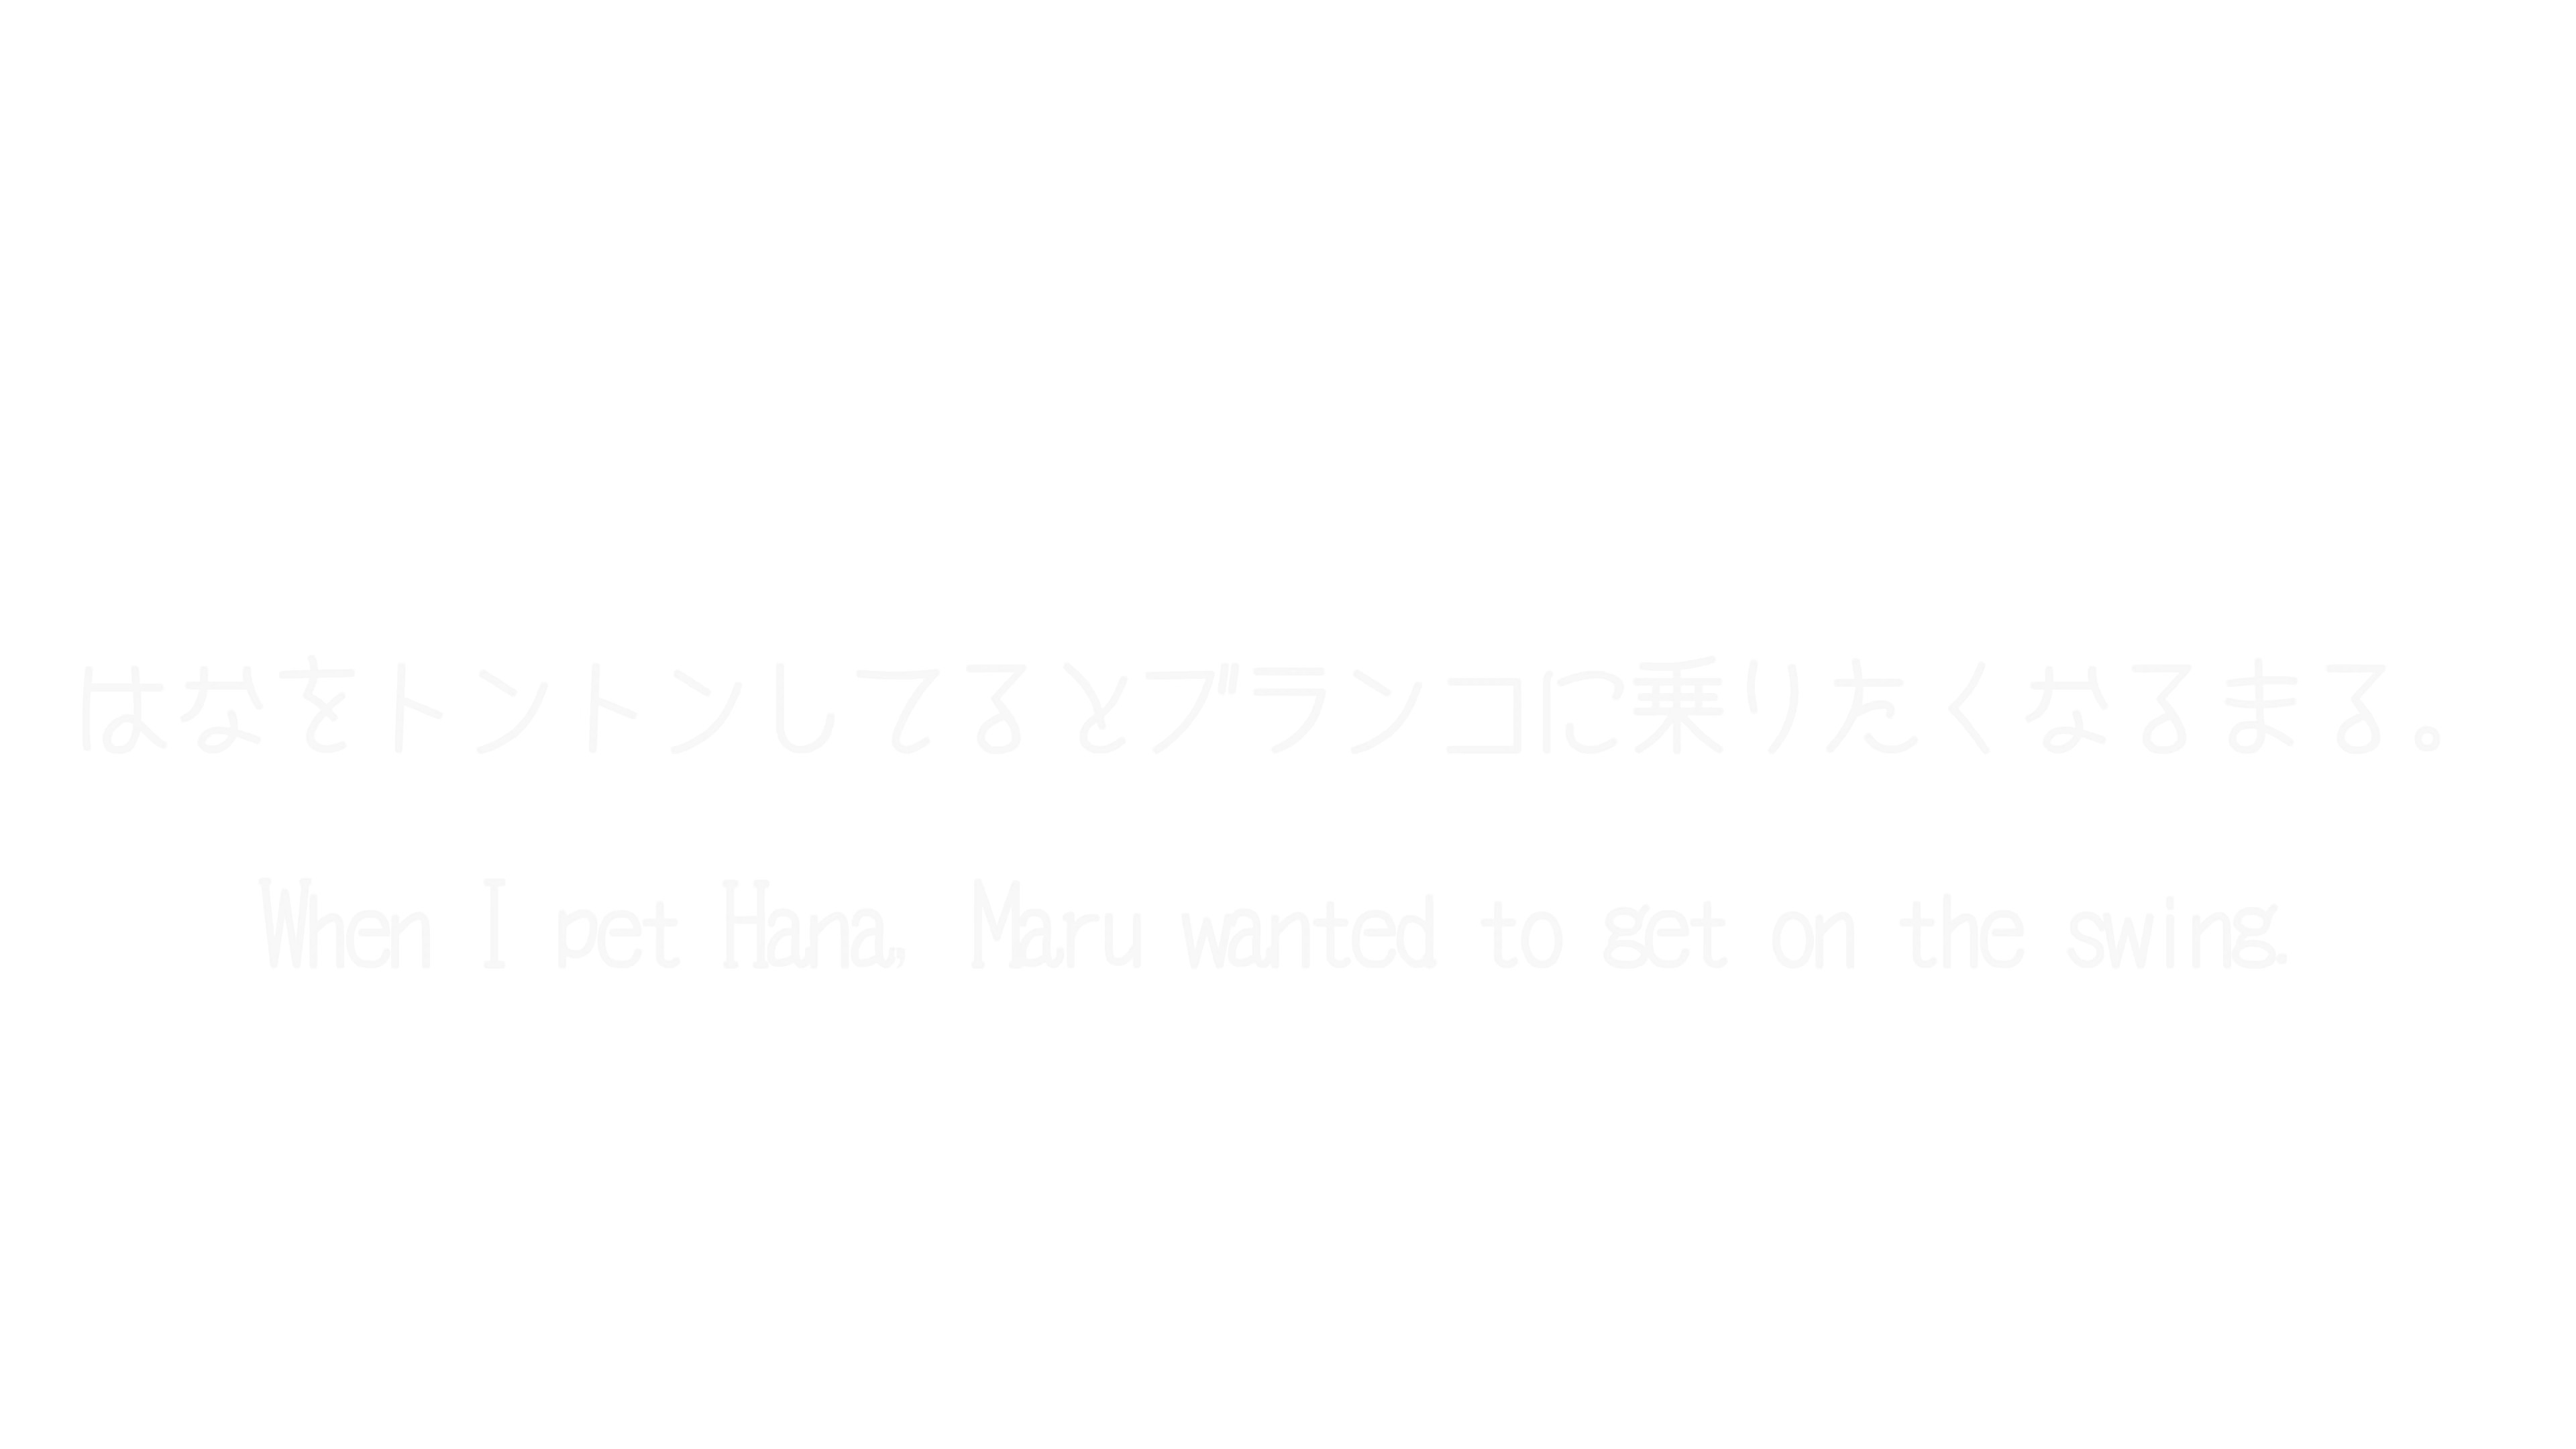 はなをトントンしてるとブランコに乗りたくなるまる。
When I pet Hana, Maru wanted to get on the swing.